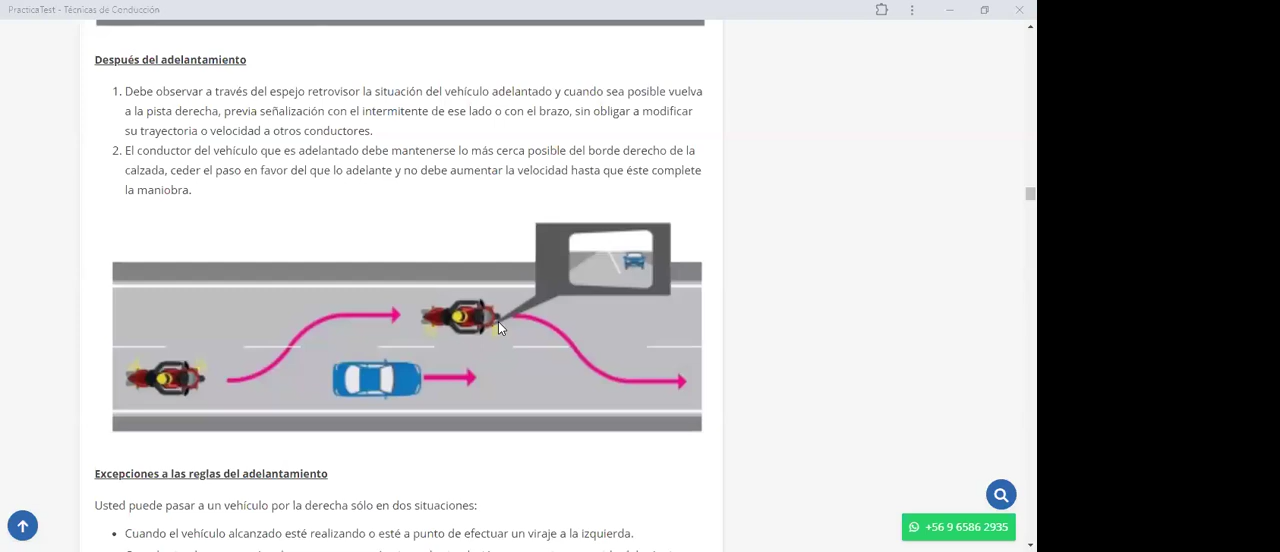 PracticaTest - Técnicas de Conducción
Después del adelantamiento
1. Debe observar a través del espejo retrovisor la situación del vehículo adelantado y cuando sea posible vuelva
a la pista derecha, previa señalización con el intermitente de ese lado o con el brazo, sin obligar a modificar
su trayectoria o velocidad a otros conductores.
2. El conductor del vehículo que es adelantado debe mantenerse lo más cerca posible del borde derecho de la
calzada, ceder el paso en favor del que lo adelante y no debe aumentar la velocidad hasta que éste complete
la maniobra.
Excepciones a las reglas del adelantamiento
Usted puede pasar a un vehículo por la derecha sólo en dos situaciones:
• Cuando el vehículo alcanzado esté realizando o esté a punto de efectuar un viraje a la izquierda.
+56 9 6586 2935